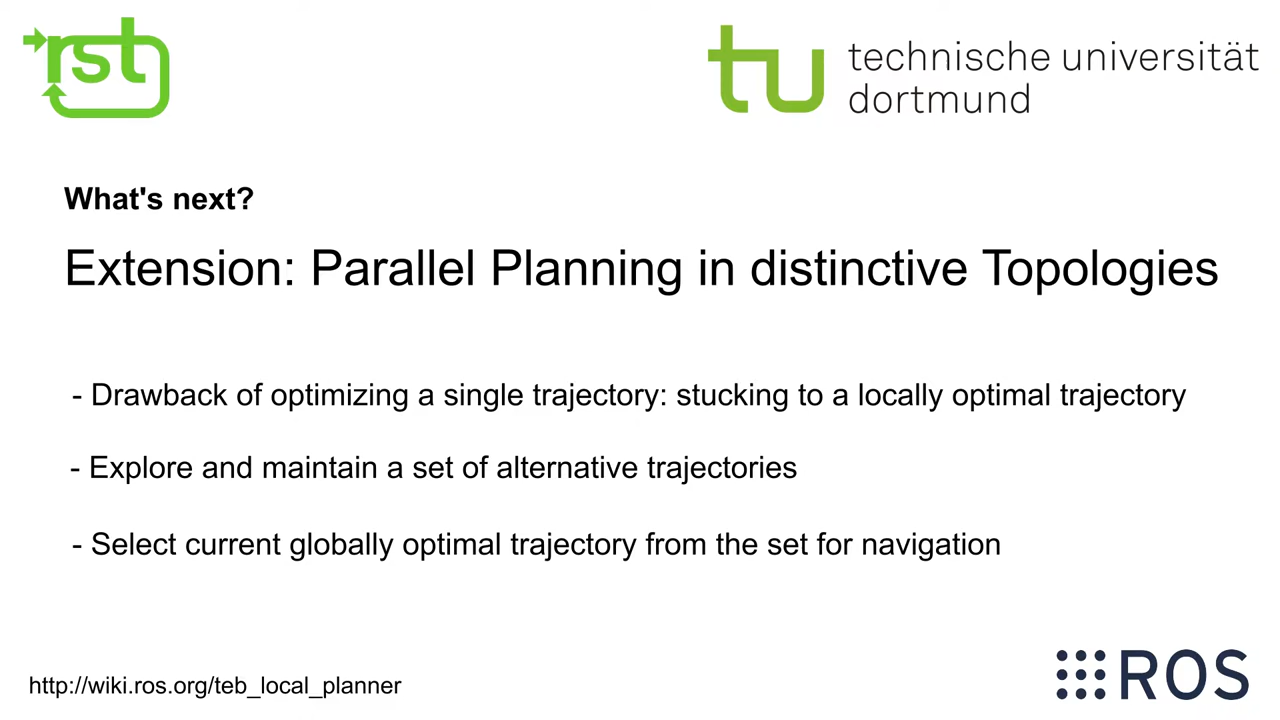 rst
tu technische universität
dortmund
What's next?
Extension: Parallel Planning in distinctive Topologies
- Drawback of optimizing a single trajectory: stucking to a locally optimal trajectory
- Explore and maintain a set of alternative trajectories
- Select current globally optimal trajectory from the set for navigation
http://wiki.ros.org/teb_local_planner
ROS